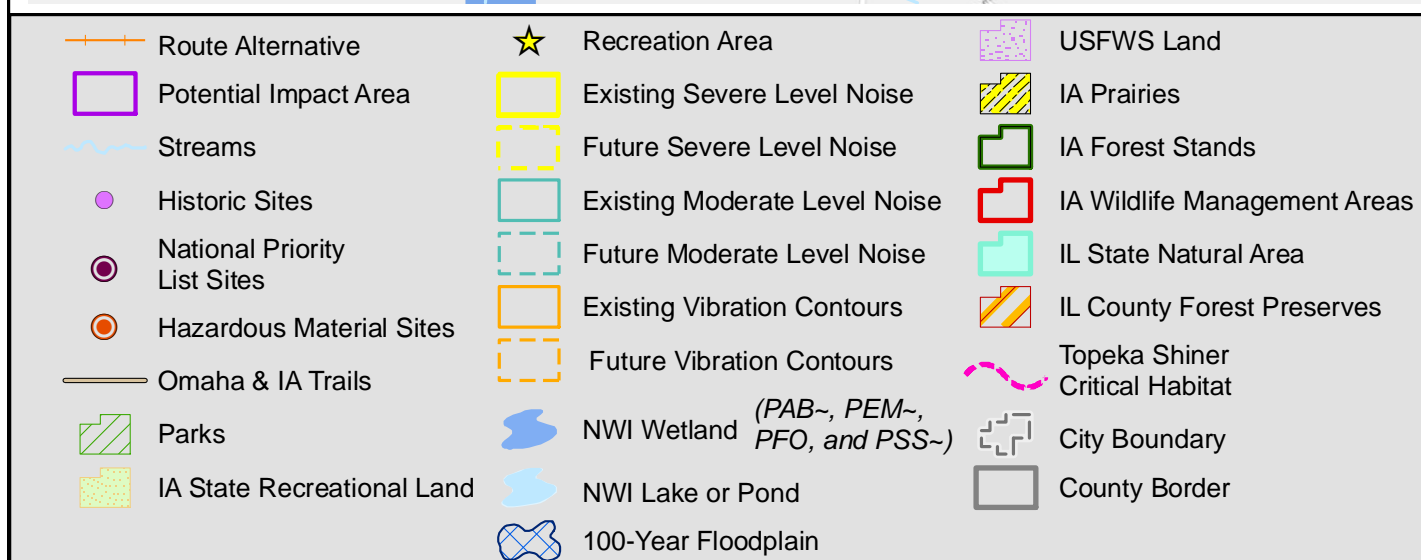 Route Alternative
Potential Impact Area
Streams
Historic Sites
National Priority
List Sites
Hazardous Material Sites
Omaha & IA Trails
Parks
IA State Recreational Land
Recreation Area
Existing Severe Level Noise
Future Severe Level Noise
Existing Moderate Level Noise
Future Moderate Level Noise
Existing Vibration Contours
Future Vibration Contours
NWI Wetland (PAB~, PEM~,
PFO, and PSS~)
NWI Lake or Pond
100-Year Floodplain
USFWS Land
IA Prairies
IA Forest Stands
IA Wildlife Management Areas
IL State Natural Area
IL County Forest Preserves
Topeka Shiner
Critical Habitat
City Boundary
County Border